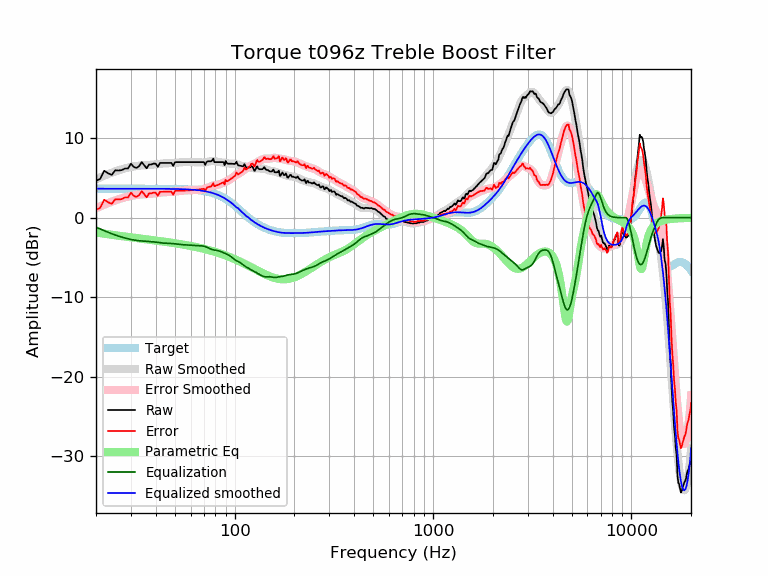 Torque t096z Treble Boost Filter
Amplitude (dBr)
10
0
−10
−20
−30
Target
Raw Smoothed
Error Smoothed
Raw
Error
Parametric Eq
Equalization
Equalized smoothed
100
1000
10000
Frequency (Hz)